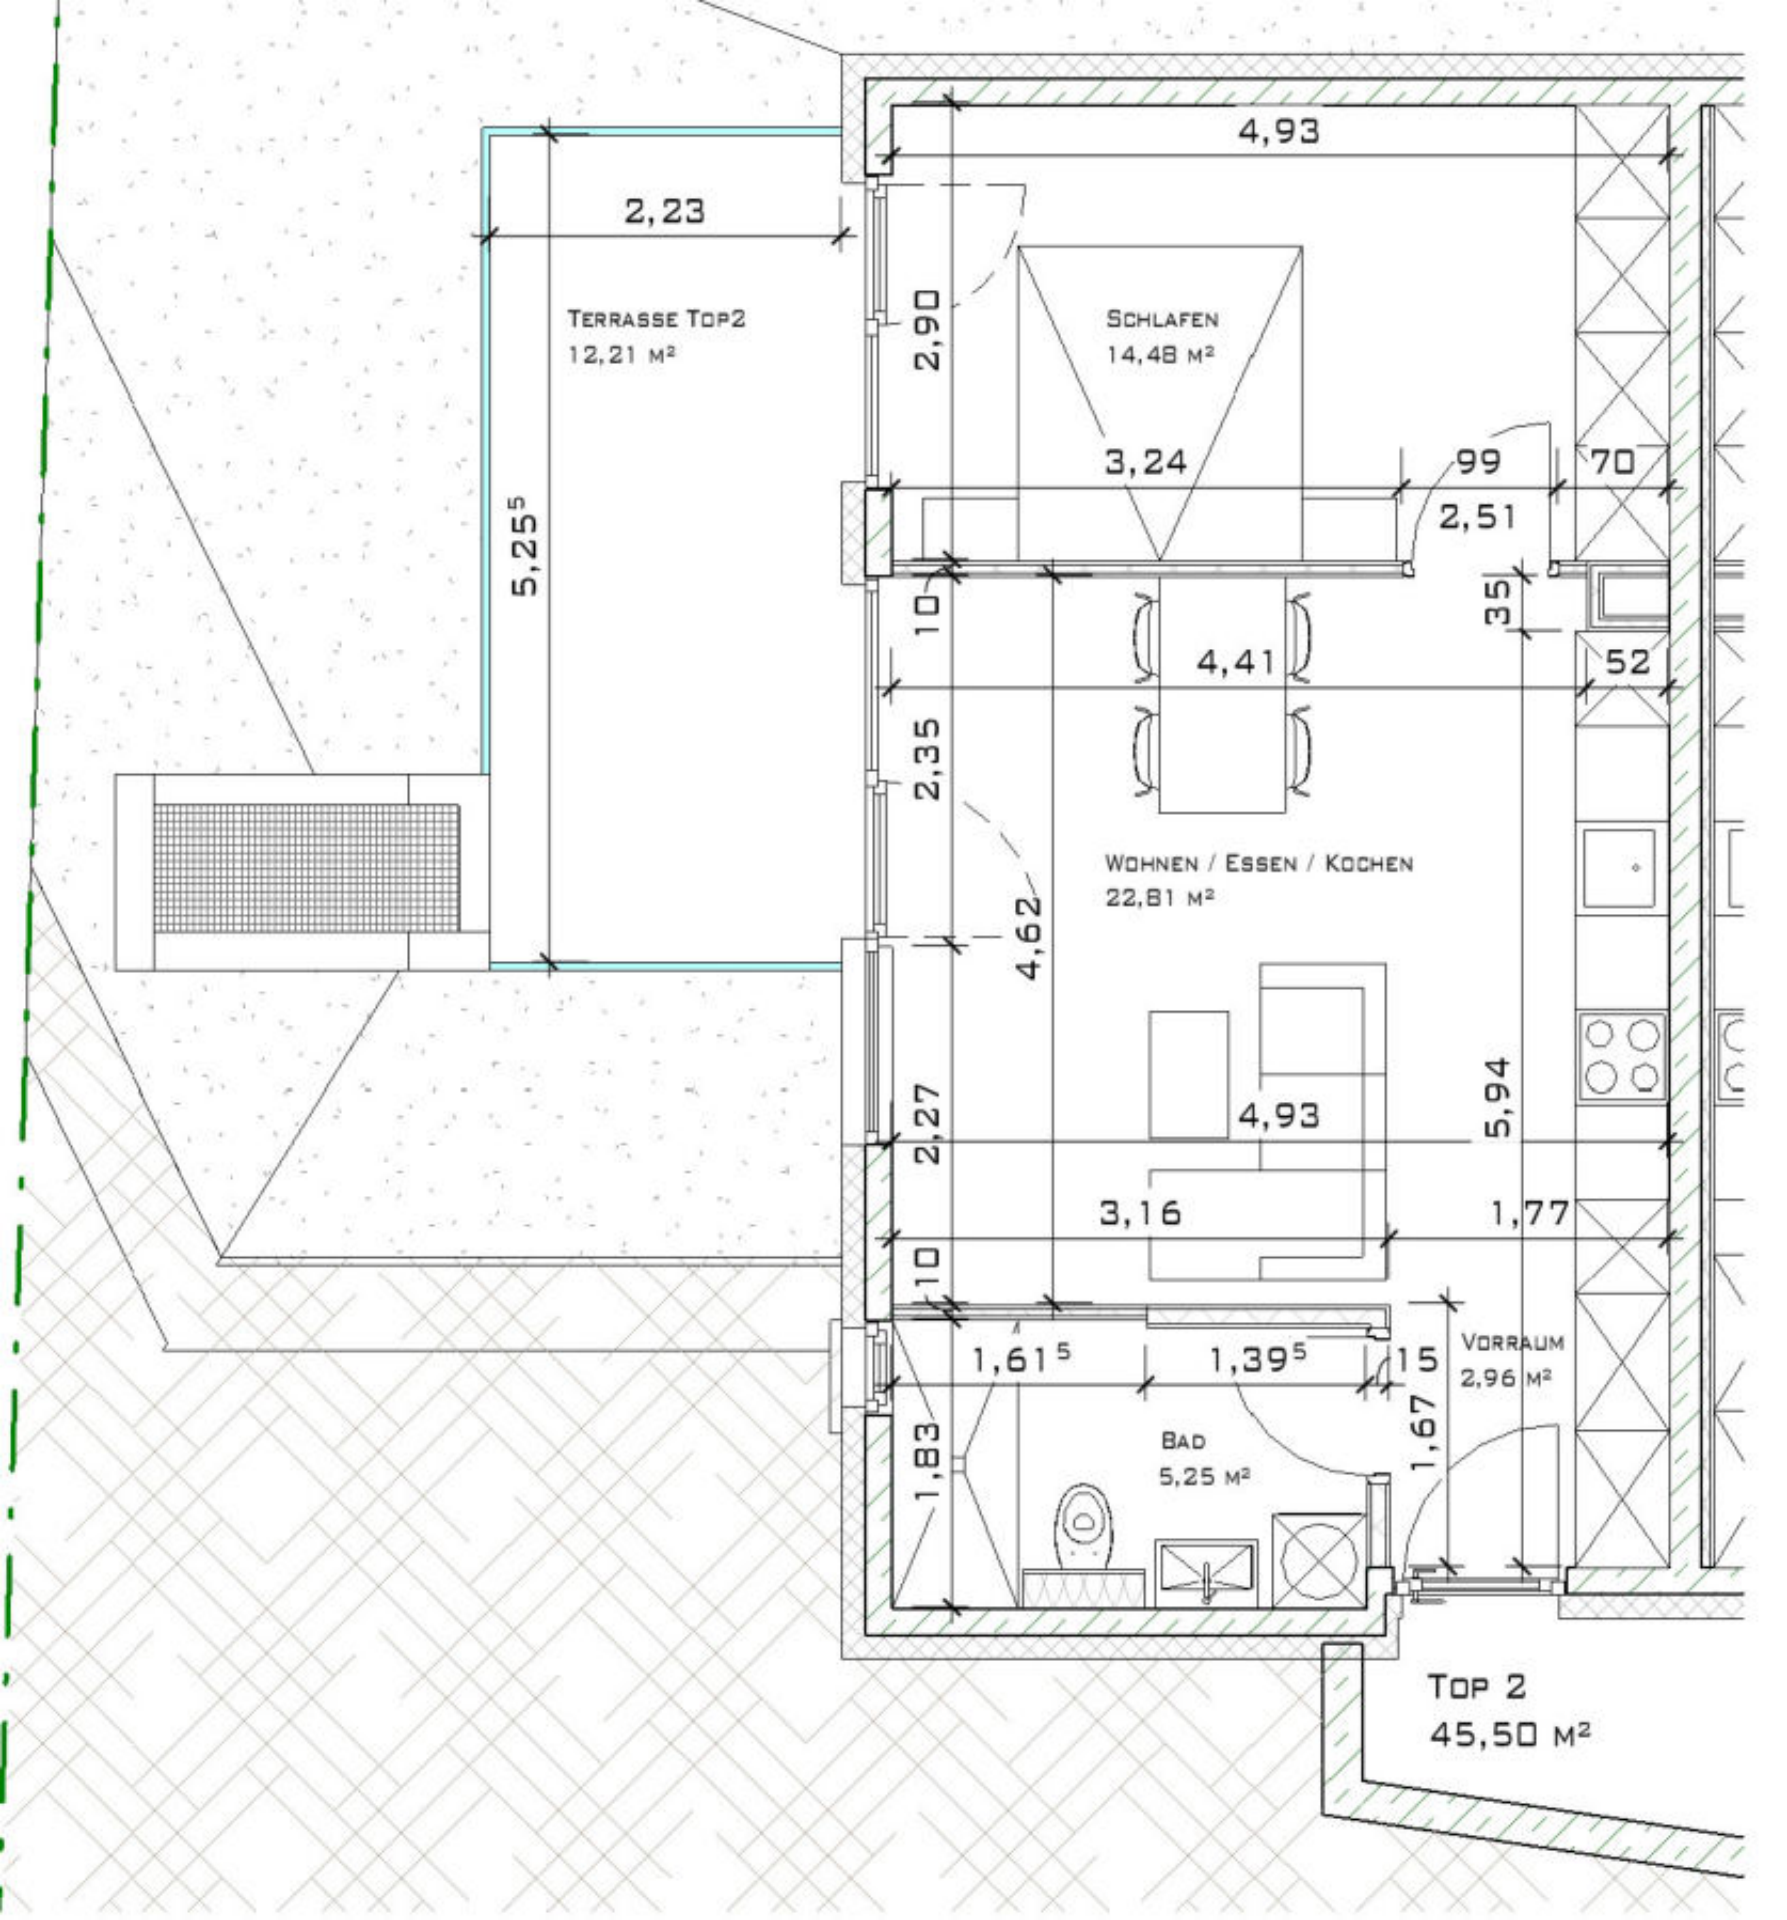 4,93
2,23
2,90
TERRASSE TOP2
12,21 M²
SCHLAFEN
14,48 M²
3,24
99
70
2,51
5,25⁵
10
35
4,41
52
2,35
WOHNEN / ESSEN / KOCHEN
22,81 M²
4,62
2,27
4,93
5,94
3,16
1,77
10
1,61⁵
1,39⁵
15
VORRAUM
2,96 M²
1,67
1,83
BAD
5,25 M²
TOP 2
45,50 M²